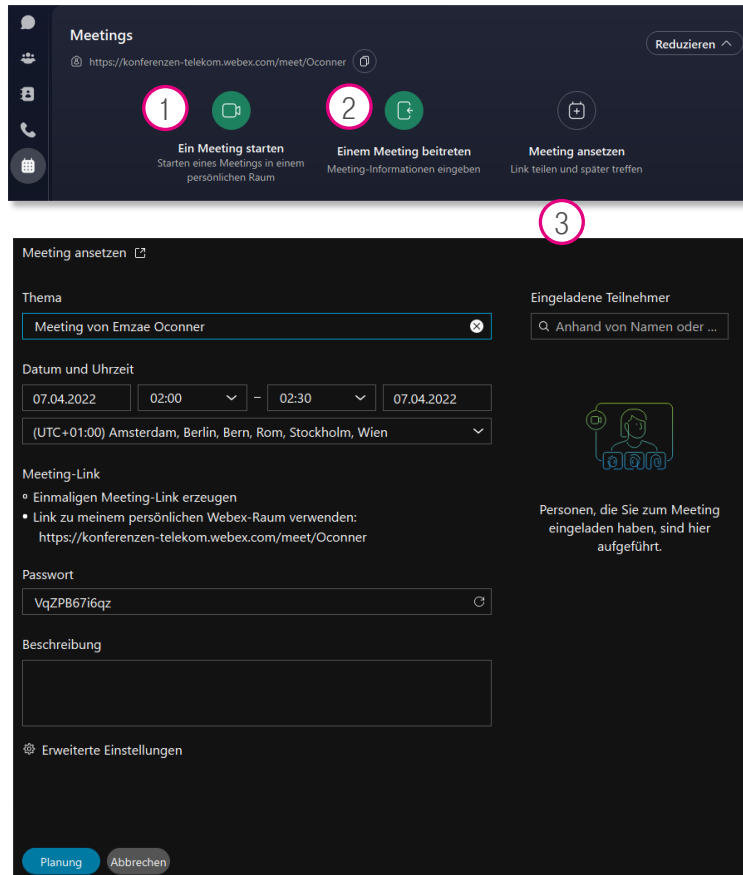 Meetings
https://konferenzen-telekom.webex.com/meet/Oconner
Reduzieren
1
2
Ein Meeting starten
Starten eines Meetings in einem
persönlichen Raum
Einem Meeting beitreten
Meeting-Informationen eingeben
Meeting ansetzen
Link teilen und später treffen
3
Meeting ansetzen
Thema
Meeting von Emzae Oconner
Datum und Uhrzeit
07.04.2022 02:00 – 02:30 07.04.2022
(UTC+01:00) Amsterdam, Berlin, Bern, Rom, Stockholm, Wien
Meeting-Link
Einmaligen Meeting-Link erzeugen
Link zu meinem persönlichen Webex-Raum verwenden:
https://konferenzen-telekom.webex.com/meet/Oconner
Passwort
VqZPB67i6qz
Beschreibung
Erweiterte Einstellungen
Planung Abbrechen
Eingeladene Teilnehmer
Anhand von Namen oder ...
Personen, die Sie zum Meeting
eingeladen haben, sind hier
aufgeführt.